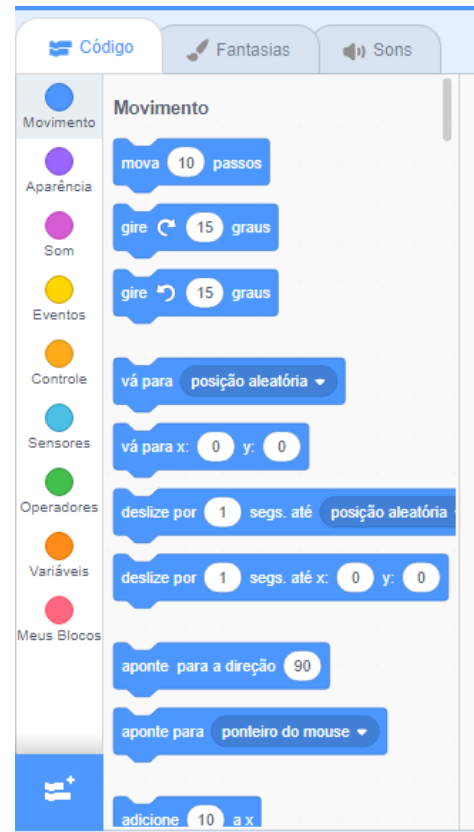 Código
Fantasias
Sons
Movimento
Aparência
Som
Eventos
Controle
Sensores
Operadores
Variáveis
Meus Blocos
Movimento
mova 10 passos
gire 15 graus
gire 15 graus
vá para posição aleatória
vá para x: 0 y: 0
deslize por 1 segs. até posição aleatória
deslize por 1 segs. até x: 0 y: 0
aponte para a direção 90
aponte para ponteiro do mouse
adicione 10 a x